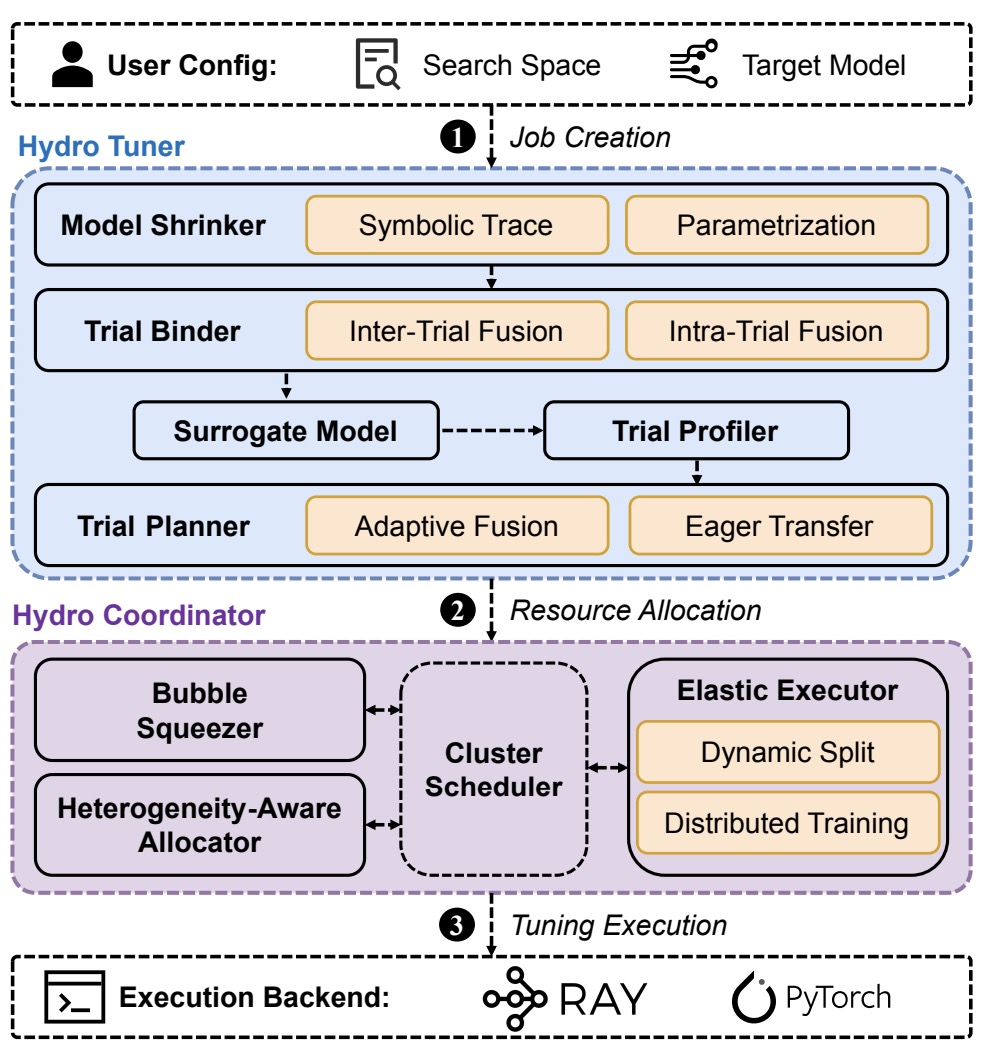 User Config: Search Space Target Model
1 Job Creation
Hydro Tuner
Model Shrinker Symbolic Trace Parametrization
Trial Binder Inter-Trial Fusion Intra-Trial Fusion
Surrogate Model Trial Profiler
Trial Planner Adaptive Fusion Eager Transfer
2 Resource Allocation
Hydro Coordinator
Bubble
Squeezer
Heterogeneity-Aware
Allocator
Cluster
Scheduler
Elastic Executor
Dynamic Split
Distributed Training
3 Tuning Execution
Execution Backend: RAY PyTorch